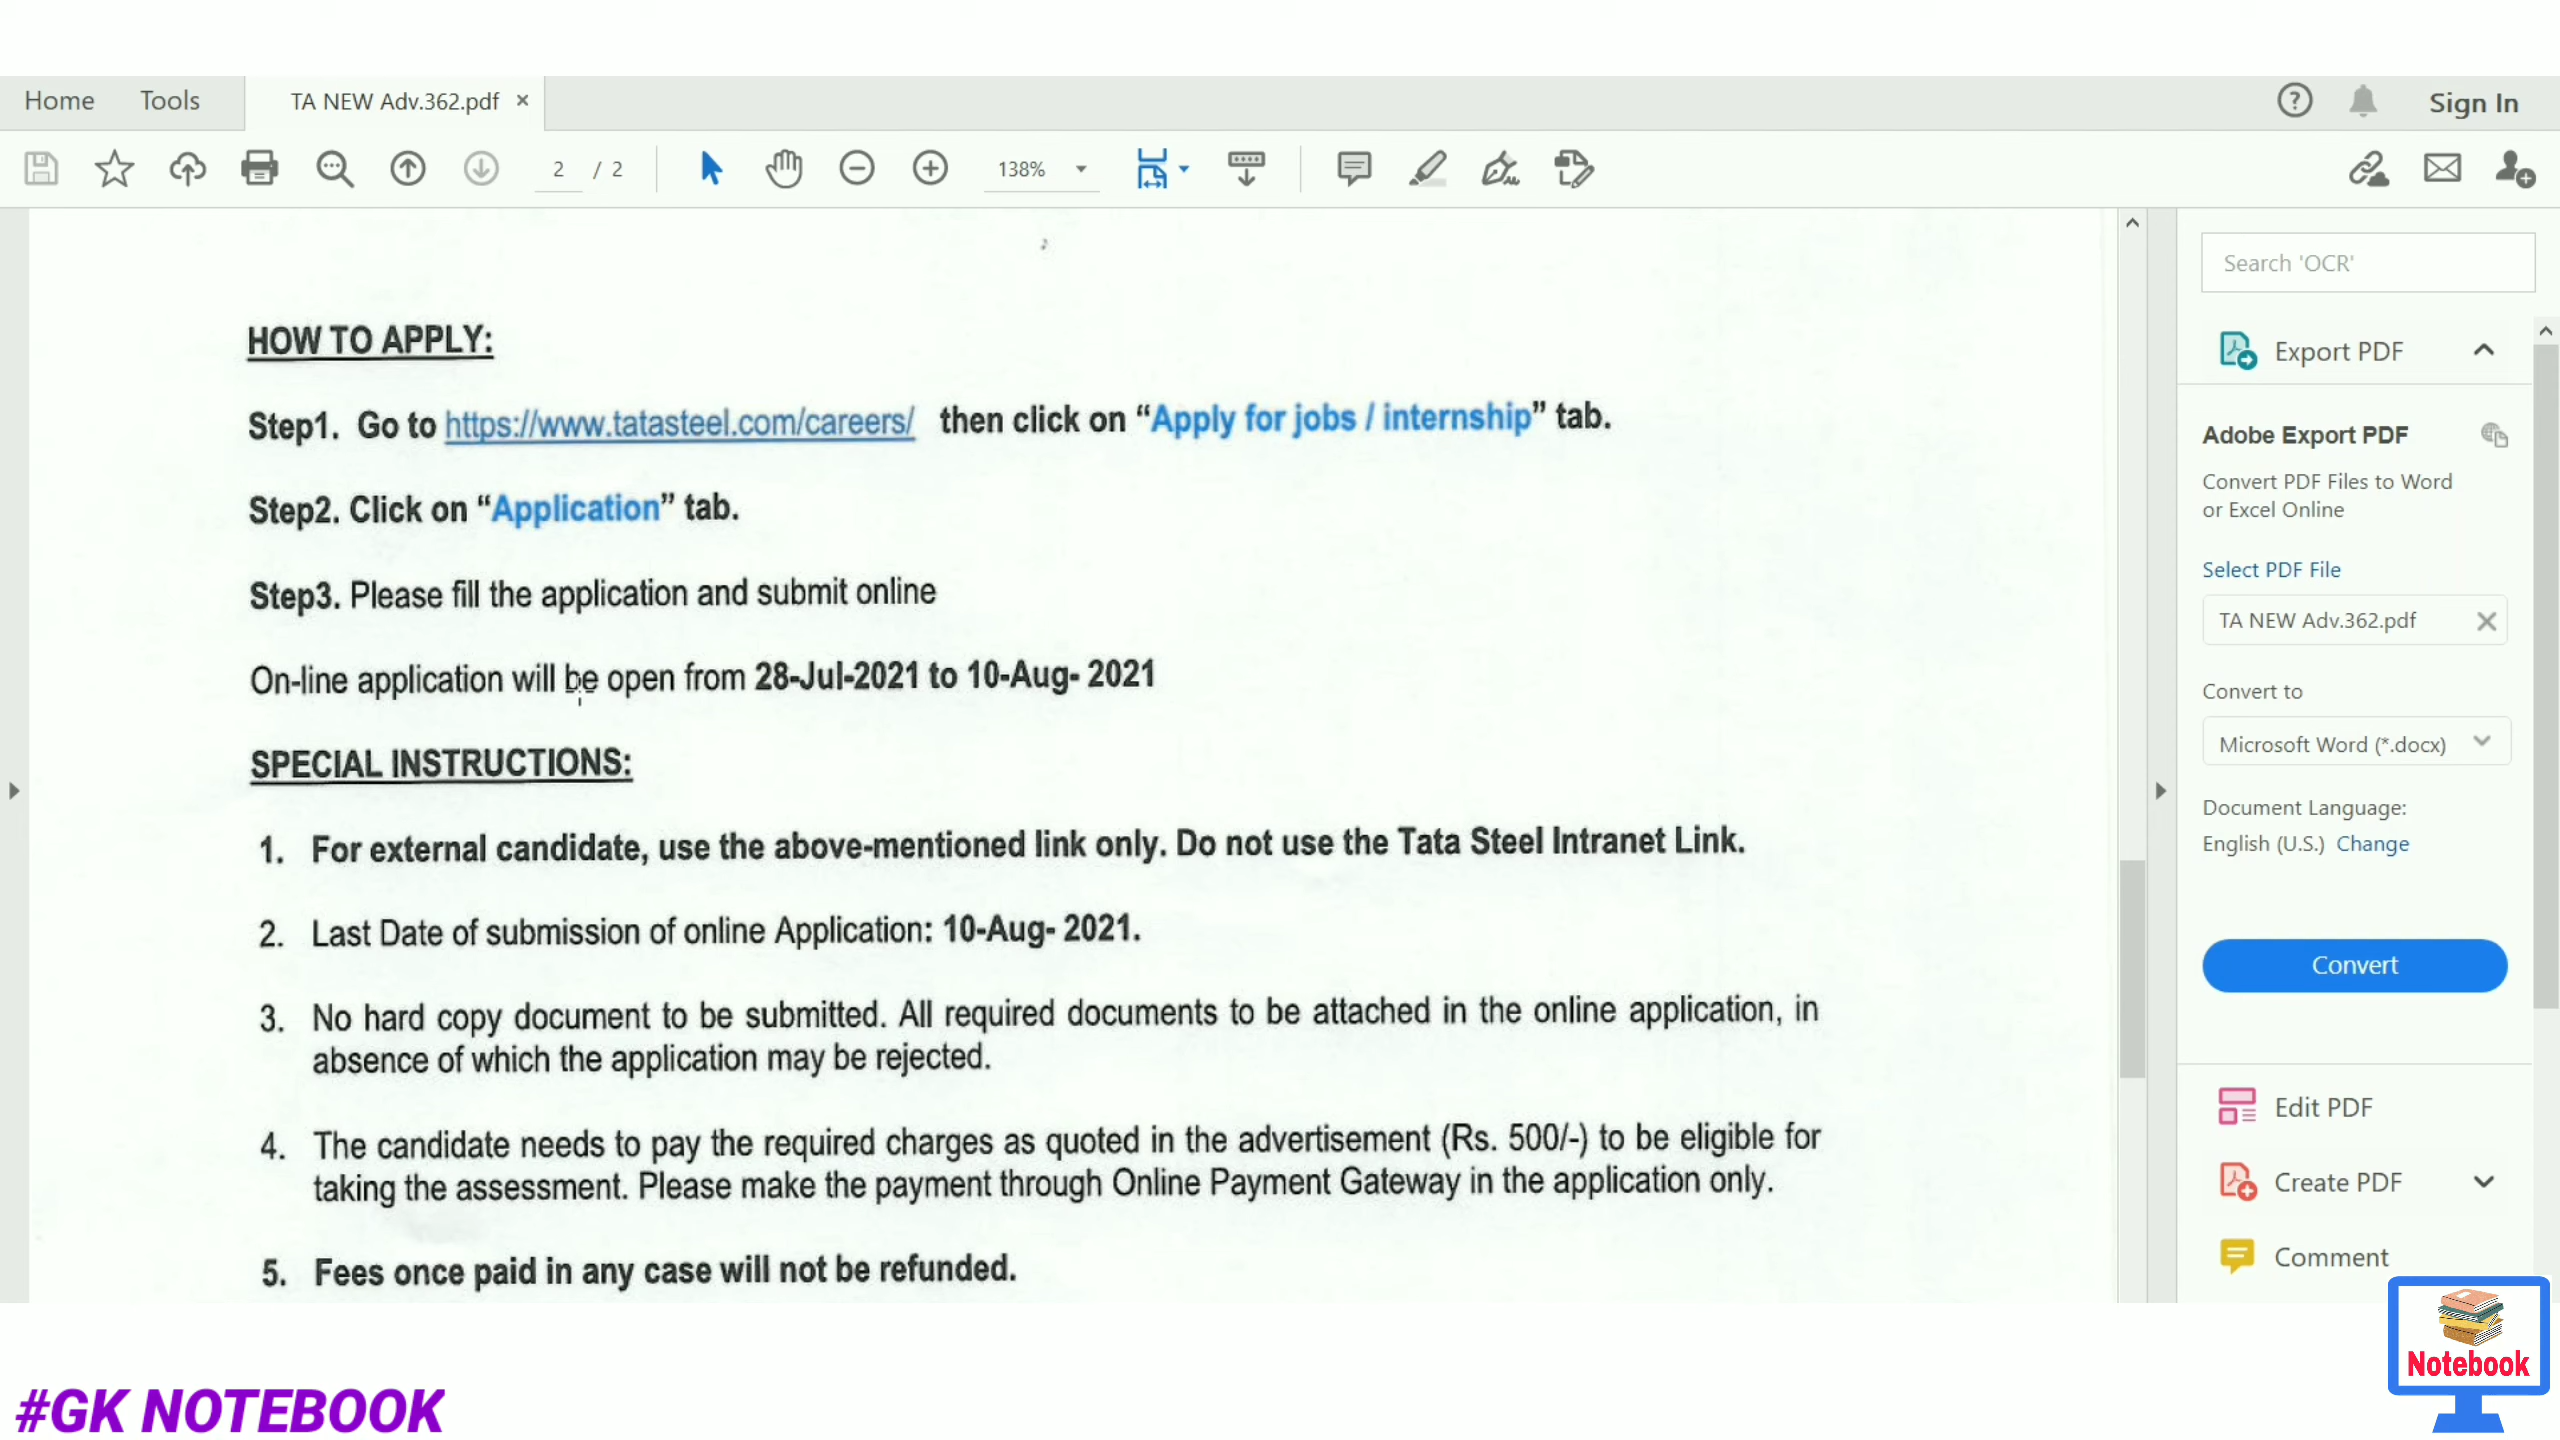 Home Tools TA NEW Adv.362.pdf × Sign In
2 / 2 138%
Search 'OCR'
HOW TO APPLY:
Step1. Go to https://www.tatasteel.com/careers/ then click on “Apply for jobs / internship” tab.
Step2. Click on “Application” tab.
Step3. Please fill the application and submit online
On-line application will be open from 28-Jul-2021 to 10-Aug- 2021
SPECIAL INSTRUCTIONS:
1. For external candidate, use the above-mentioned link only. Do not use the Tata Steel Intranet Link.
2. Last Date of submission of online Application: 10-Aug- 2021.
3. No hard copy document to be submitted. All required documents to be attached in the online application, in
absence of which the application may be rejected.
4. The candidate needs to pay the required charges as quoted in the advertisement (Rs. 500/-) to be eligible for
taking the assessment. Please make the payment through Online Payment Gateway in the application only.
5. Fees once paid in any case will not be refunded.
Export PDF
Adobe Export PDF
Convert PDF Files to Word
or Excel Online
Select PDF File
TA NEW Adv.362.pdf
Convert to
Microsoft Word (*.docx)
Document Language:
English (U.S.) Change
Convert
Edit PDF
Create PDF
Comment
Notebook
#GK NOTEBOOK